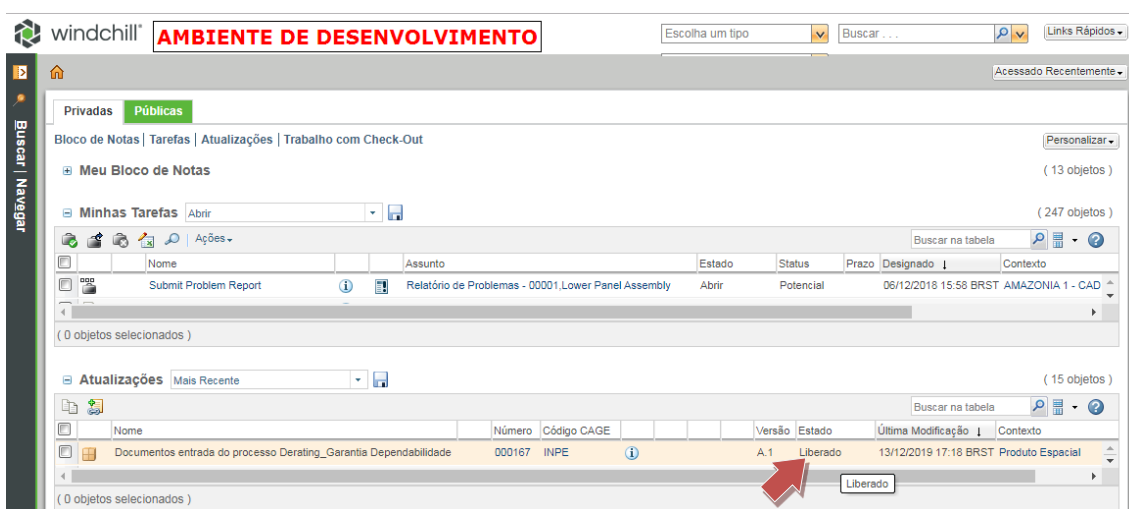 windchill AMBIENTE DE DESENVOLVIMENTO Escolha um tipo Buscar . . . Links Rápidos
Acessado Recentemente
Buscar | Navegar
Privadas Públicas
Bloco de Notas | Tarefas | Atualizações | Trabalho com Check-Out Personalizar
Meu Bloco de Notas ( 13 objetos )
Minhas Tarefas Abrir ( 247 objetos )
Ações Buscar na tabela
Nome Assunto Estado Status Prazo Designado Contexto
Submit Problem Report Relatório de Problemas - 00001,Lower Panel Assembly Abrir Potencial 06/12/2018 15:58 BRST AMAZONIA 1 - CAD
( 0 objetos selecionados )
Atualizações Mais Recente ( 15 objetos )
Buscar na tabela
Nome Número Código CAGE Versão Estado Última Modificação Contexto
Documentos entrada do processo Derating_Garantia Dependabilidade 000167 INPE A.1 Liberado 13/12/2019 17:18 BRST Produto Espacial
Liberado
( 0 objetos selecionados )